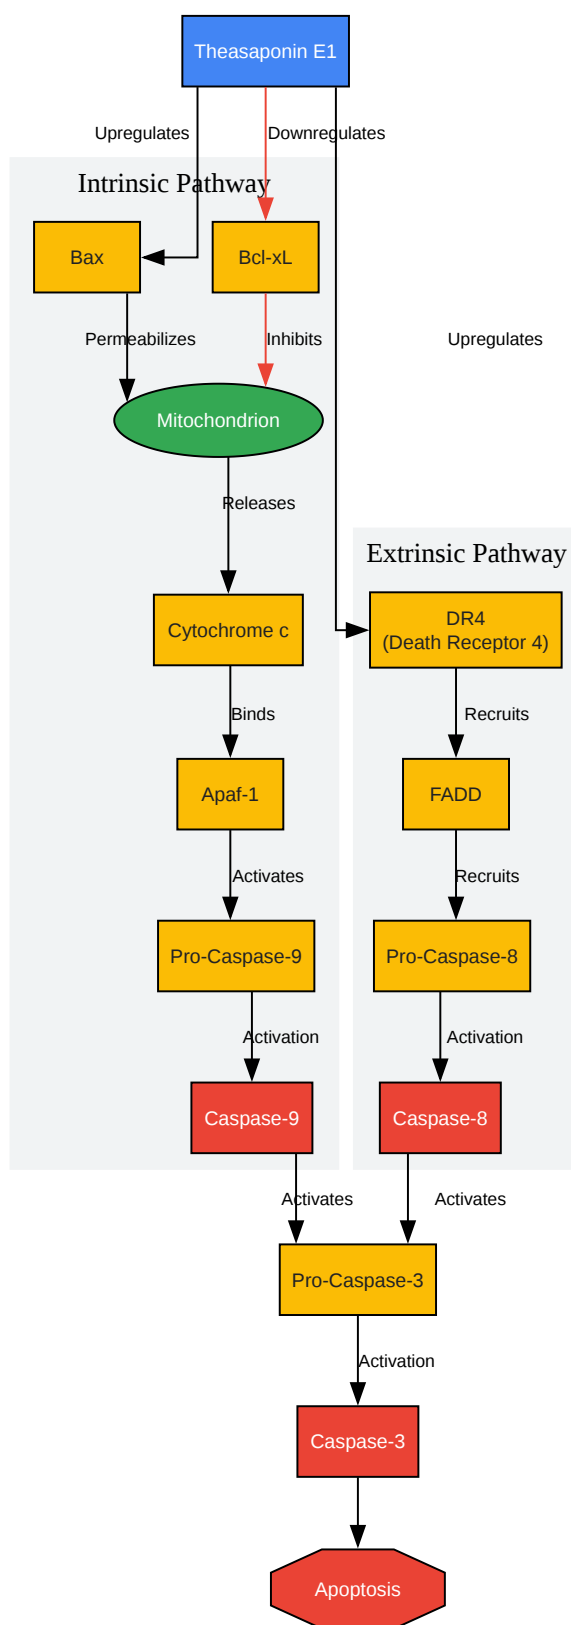 Theasaponin E1
Upregulates
Downregulates
Intrinsic Pathway
Bax
Bcl-xL
Permeabilizes
Inhibits
Upregulates
Mitochondrion
Releases
Extrinsic Pathway
Cytochrome c
DR4
(Death Receptor 4)
Binds
Recruits
Apaf-1
FADD
Activates
Recruits
Pro-Caspase-9
Pro-Caspase-8
Activation
Activation
Caspase-9
Caspase-8
Activates
Activates
Pro-Caspase-3
Activation
Caspase-3
Apoptosis